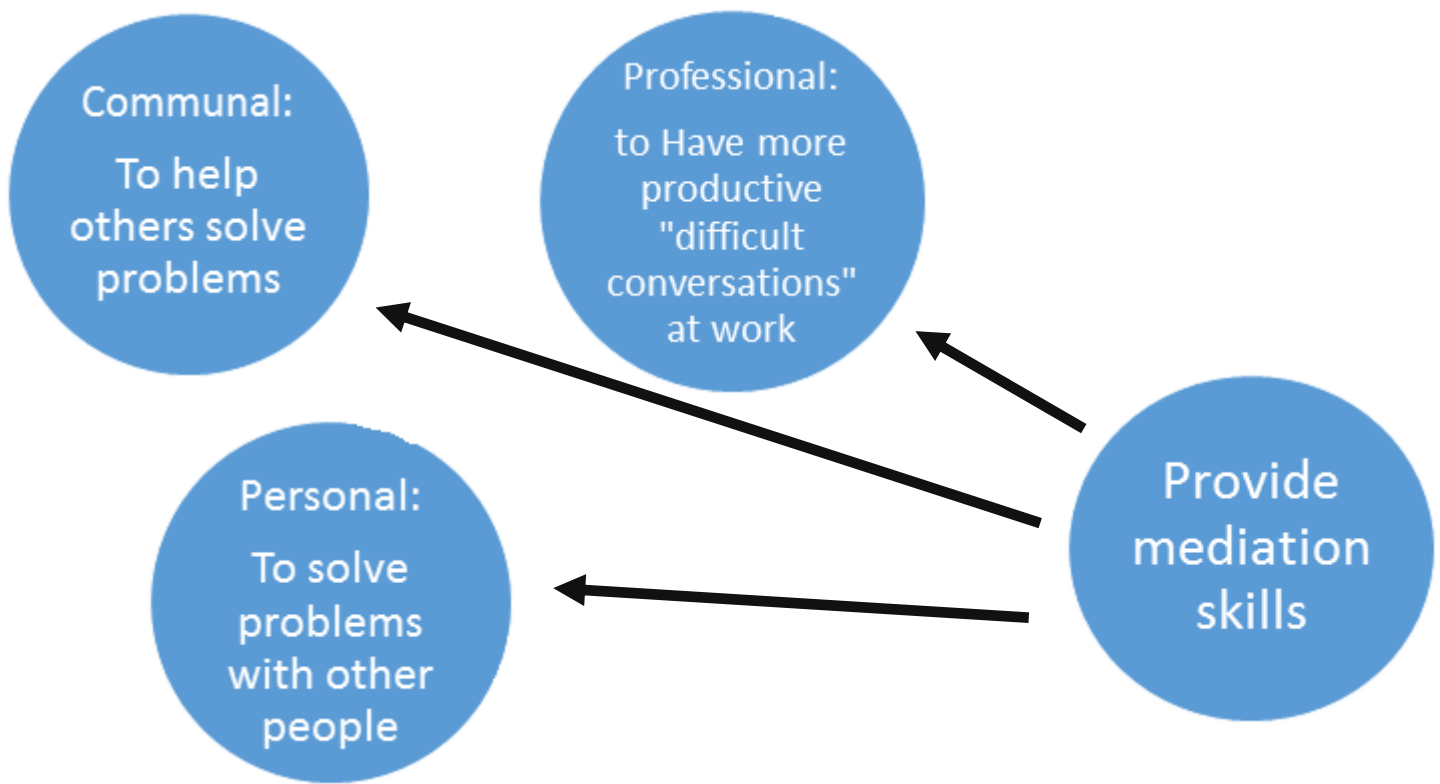 Communal:
To help
others solve
problems
Professional:
to Have more
productive
"difficult
conversations"
at work
Personal:
To solve
problems
with other
people
Provide
mediation
skills